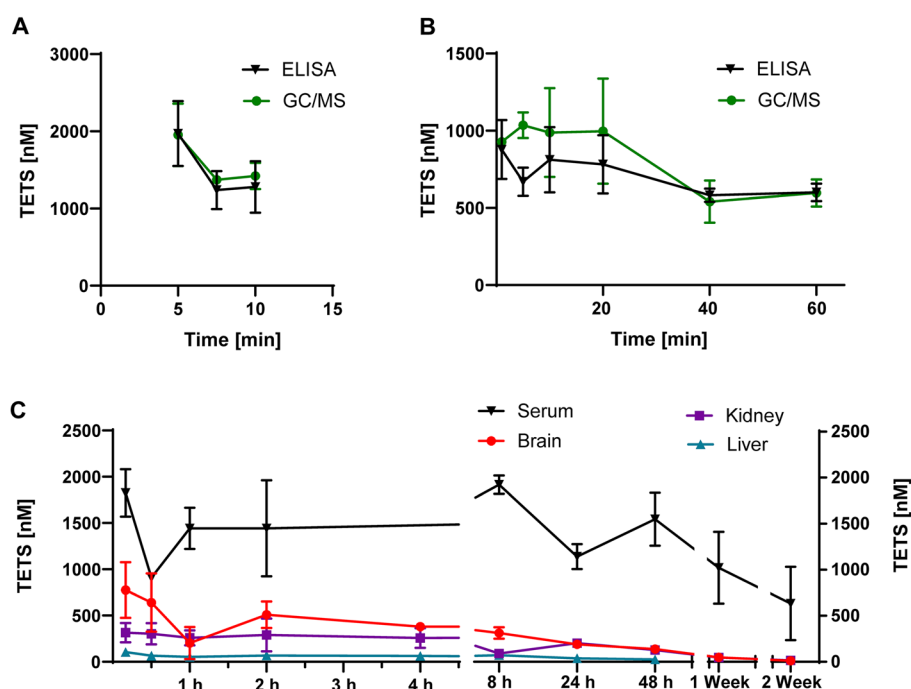 A
3000
2000
1000
0
0 5 10 15
TETS [nM]
Time [min]
ELISA
GC/MS
B
1500
1000
500
0
20 40 60
TETS [nM]
Time [min]
ELISA
GC/MS
C
Serum
Brain
Kidney
Liver
2500
2000
1500
1000
500
0
TETS [nM]
1 h 2 h 3 h 4 h 8 h 24 h 48 h 1 Week 2 Week
2500
2000
1500
1000
500
0
TETS [nM]